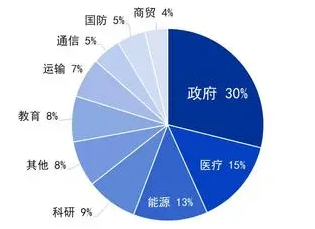 政府 30%
医疗 15%
能源 13%
科研 9%
其他 8%
教育 8%
运输 7%
通信 5%
国防 5%
商贸 4%